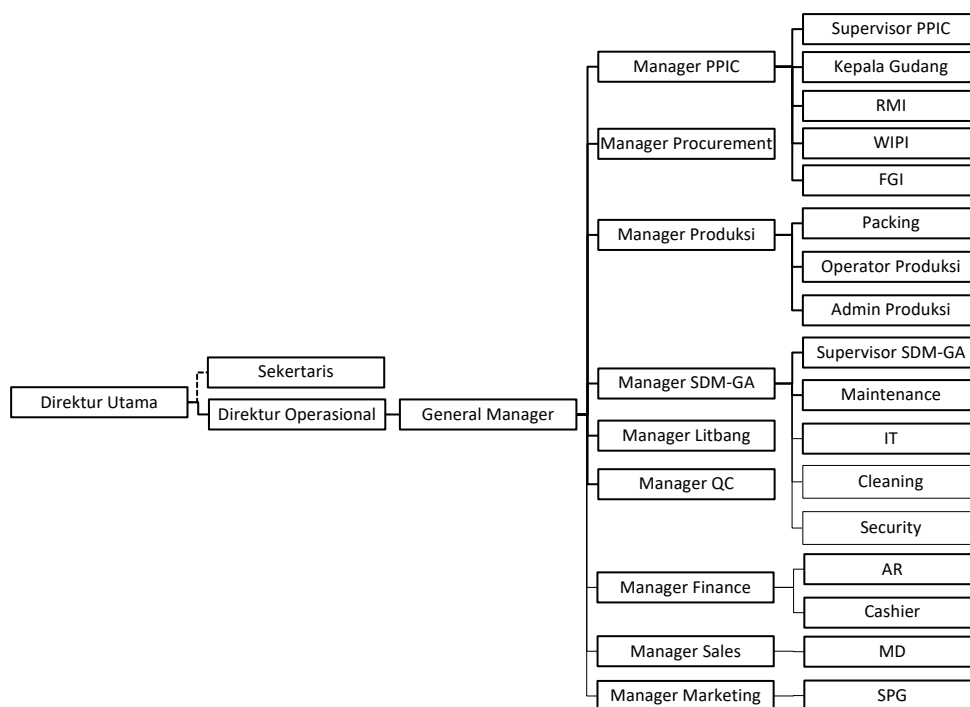 Direktur Utama
Sekertaris
Direktur Operasional
General Manager
Manager PPIC
Supervisor PPIC
Kepala Gudang
RMI
WIPI
FGI
Manager Procurement
Manager Produksi
Packing
Operator Produksi
Admin Produksi
Manager SDM-GA
Supervisor SDM-GA
Maintenance
IT
Cleaning
Security
Manager Litbang
Manager QC
Manager Finance
AR
Cashier
Manager Sales
MD
Manager Marketing
SPG